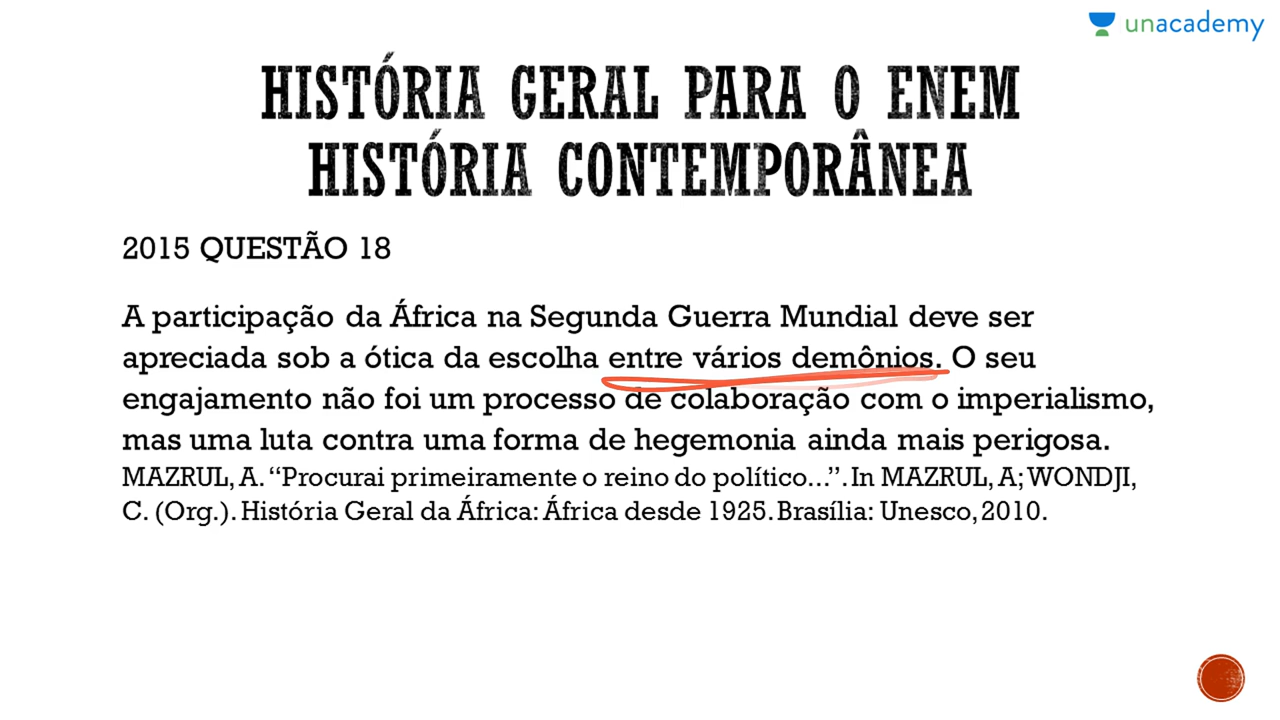 unacademy
HISTÓRIA GERAL PARA O ENEM
HISTÓRIA CONTEMPORÂNEA
2015 QUESTÃO 18
A participação da África na Segunda Guerra Mundial deve ser
apreciada sob a ótica da escolha entre vários demônios. O seu
engajamento não foi um processo de colaboração com o imperialismo,
mas uma luta contra uma forma de hegemonia ainda mais perigosa.
MAZRUL, A. “Procurai primeiramente o reino do político...”. In MAZRUL, A; WONDJI,
C. (Org.). História Geral da África: África desde 1925. Brasília: Unesco, 2010.